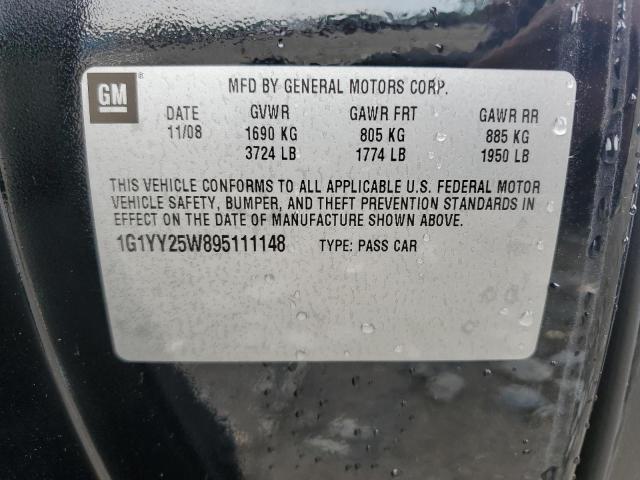 GM
®
MFD BY GENERAL MOTORS CORP.
DATE GVWR GAWR FRT GAWR RR
11/08 1690 KG 805 KG 885 KG
3724 LB 1774 LB 1950 LB
THIS VEHICLE CONFORMS TO ALL APPLICABLE U.S. FEDERAL MOTOR
VEHICLE SAFETY, BUMPER, AND THEFT PREVENTION STANDARDS IN
EFFECT ON THE DATE OF MANUFACTURE SHOWN ABOVE.
1G1YY25W895111148 TYPE: PASS CAR